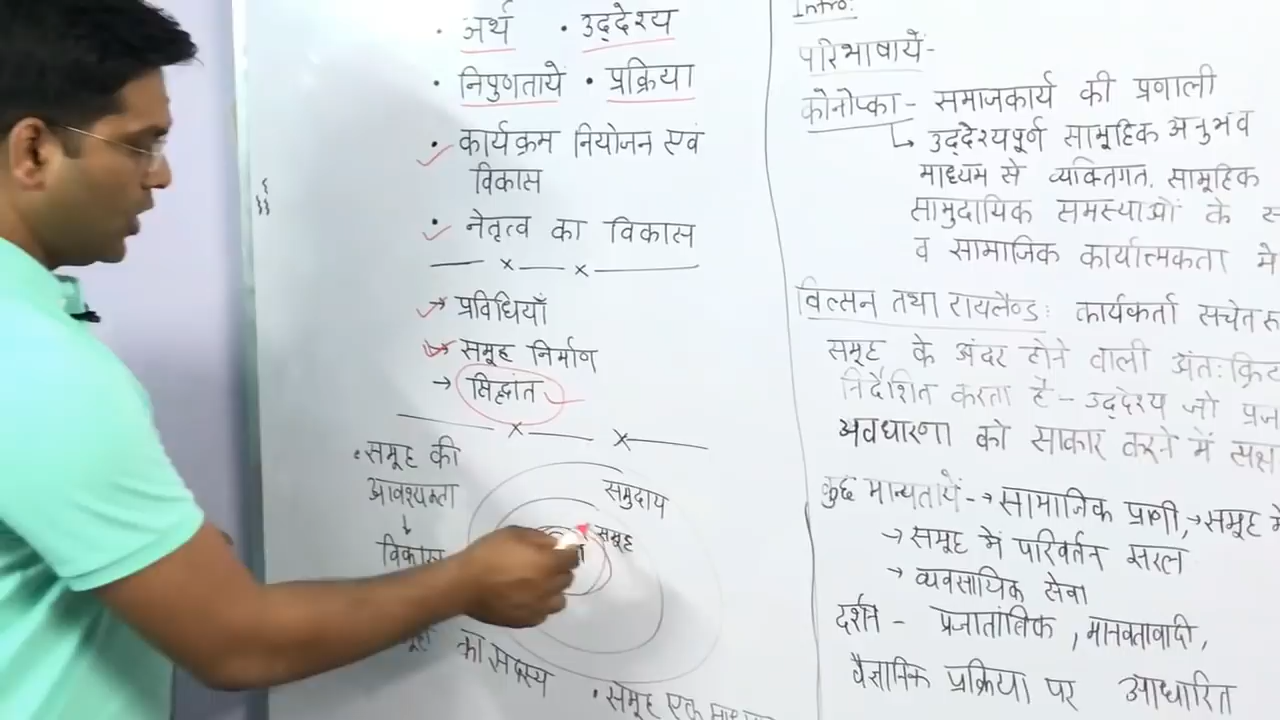 · अर्थ · उद्देश्य
· निपुणतायें · प्रक्रिया
· कार्यक्रम नियोजन एवं
विकास
· नेतृत्व का विकास
→ प्रविधियाँ
→ समूह निर्माण
→ सिद्धांत
· समूह की
आवश्यकता
↓
विकास
समुदाय
समूह
का सदस्य
· समूह एक
Intro:
परिभाषायें-
कोनोप्का - समाजकार्य की प्रणाली
↳ उद्देश्यपूर्ण सामूहिक अनुभव
माध्यम से व्यक्तिगत, सामूहिक
सामुदायिक समस्याओं के
व सामाजिक कार्यात्मकता में
विल्सन तथा रायलैण्ड: कार्यकर्ता
समूह के अंदर होने वाली
निर्देशित करता है - उद्देश्य जो
अवधारणा को साकार करने में
कुछ मान्यतायें - → सामाजिक प्राणी, → समूह में
→ समूह में परिवर्तन सरल
→ व्यवसायिक सेवा
दर्शन - प्रजातांत्रिक, मानवतावादी,
वैज्ञानिक प्रक्रिया पर आधारित